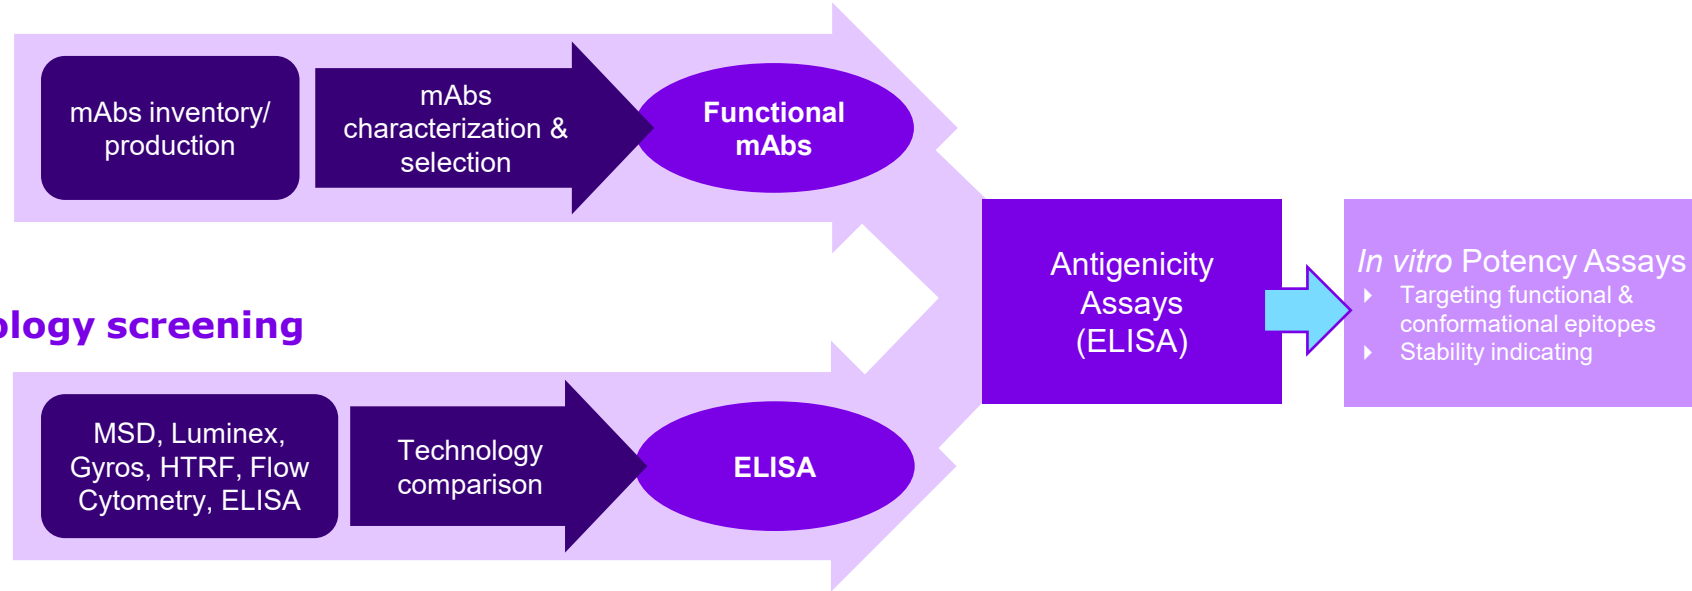 mAbs inventory/
production
mAbs
characterization &
selection
Functional
mAbs
ology screening
MSD, Luminex,
Gyros, HTRF, Flow
Cytometry, ELISA
Technology
comparison
ELISA
Antigenicity
Assays
(ELISA)
In vitro Potency Assays
Targeting functional &
conformational epitopes
Stability indicating